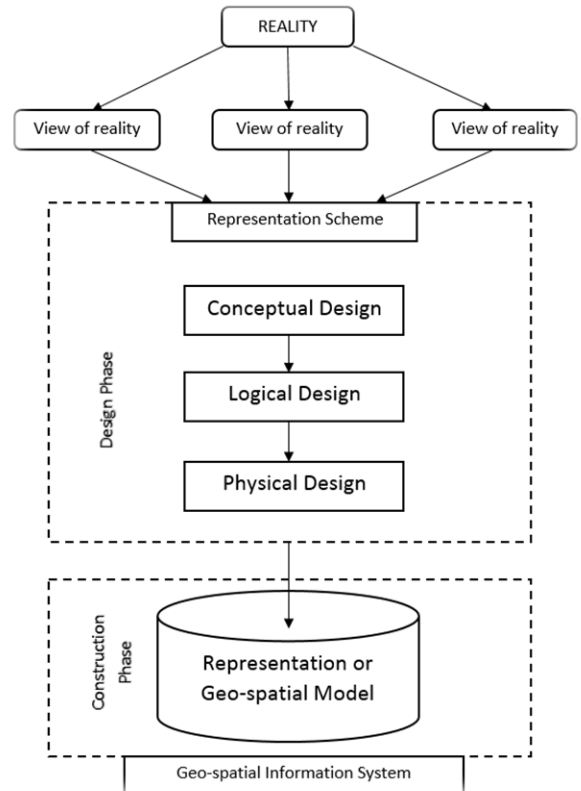 REALITY
View of reality
View of reality
View of reality
Representation Scheme
Conceptual Design
Logical Design
Physical Design
Design Phase
Construction
Phase
Representation or
Geo-spatial Model
Geo-spatial Information System